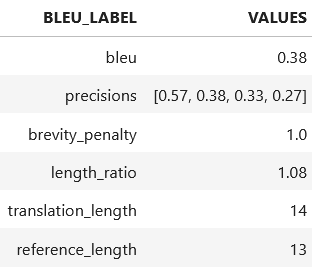 BLEU_LABEL VALUES
bleu 0.38
precisions [0.57, 0.38, 0.33, 0.27]
brevity_penalty 1.0
length_ratio 1.08
translation_length 14
reference_length 13